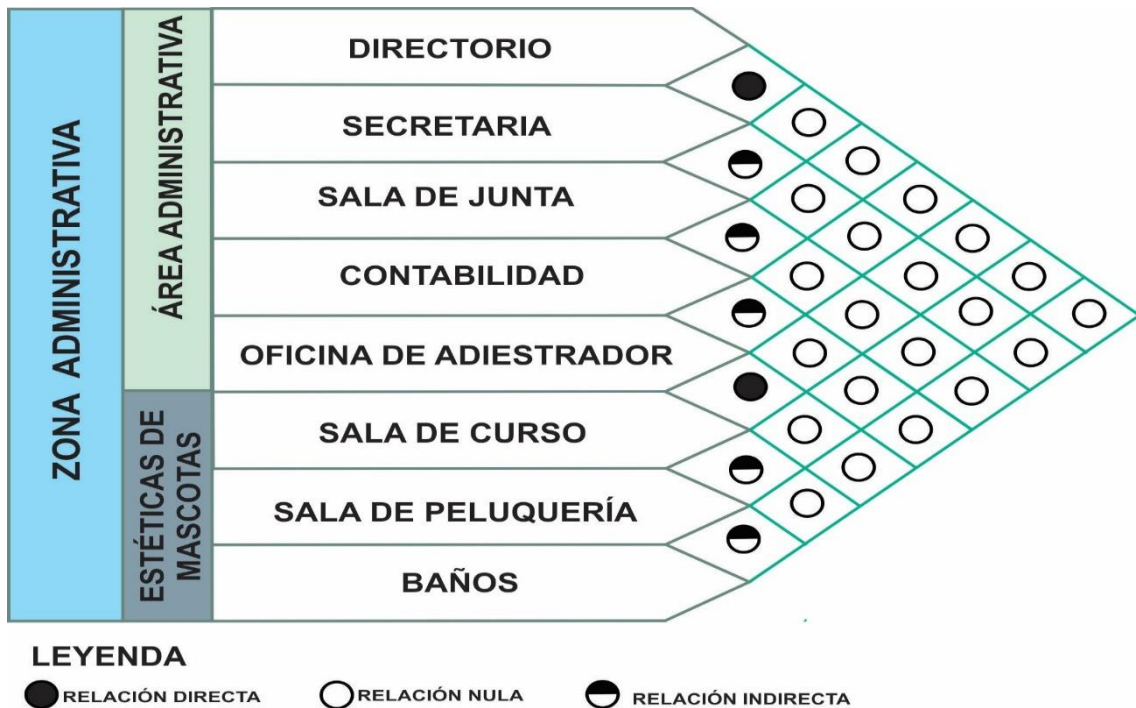 ZONA ADMINISTRATIVA
ÁREA ADMINISTRATIVA
DIRECTORIO
SECRETARIA
SALA DE JUNTA
CONTABILIDAD
OFICINA DE ADIESTRADOR
ESTÉTICAS DE
MASCOTAS
SALA DE CURSO
SALA DE PELUQUERÍA
BAÑOS
LEYENDA
RELACIÓN DIRECTA
RELACIÓN NULA
RELACIÓN INDIRECTA